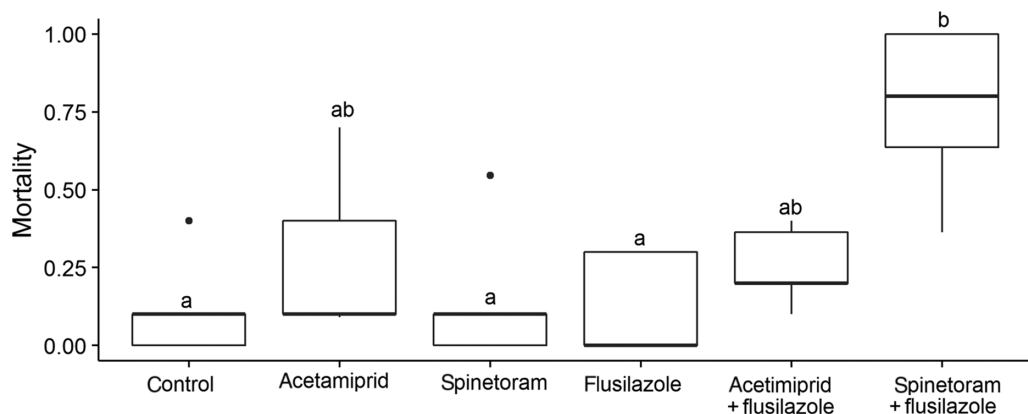 Mortality
1.00
0.75
0.50
0.25
0.00
a
ab
a
a
ab
b
Control
Acetamiprid
Spinetoram
Flusilazole
Acetimiprid
+ flusilazole
Spinetoram
+ flusilazole